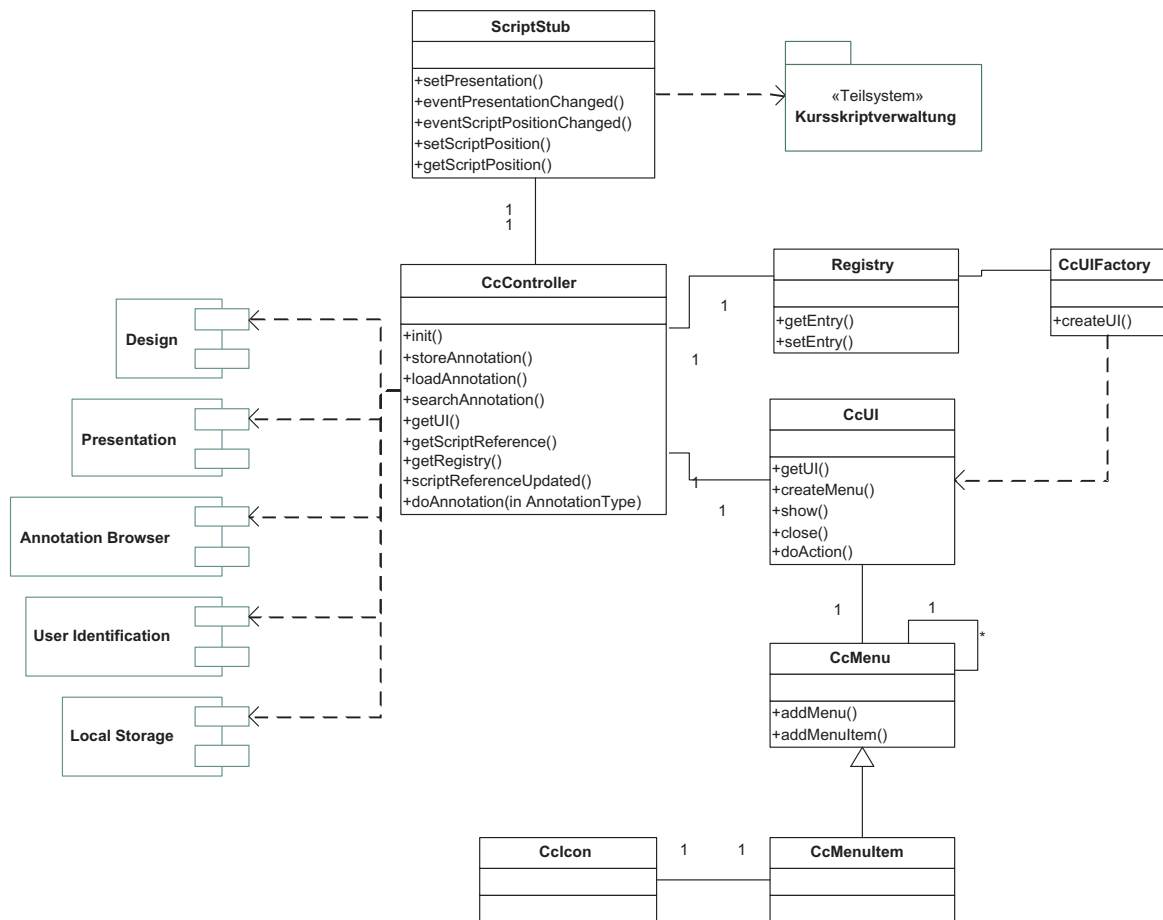 ScriptStub
+setPresentation()
+eventPresentationChanged()
+eventScriptPositionChanged()
+setScriptPosition()
+getScriptPosition()
«Teilsystem»
Kursskriptverwaltung
1
1
CcController
+init()
+storeAnnotation()
+loadAnnotation()
+searchAnnotation()
+getUI()
+getScriptReference()
+getRegistry()
+scriptReferenceUpdated()
+doAnnotation(in AnnotationType)
1
1
Registry
+getEntry()
+setEntry()
CcUIFactory
+createUI()
Design
Presentation
Annotation Browser
User Identification
Local Storage
1
1
CcUI
+getUI()
+createMenu()
+show()
+close()
+doAction()
1
1
*
CcMenu
+addMenu()
+addMenuItem()
CcIcon
1
1
CcMenuItem